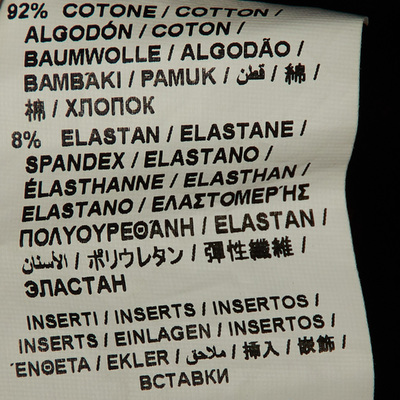 92% COTONE / COTTON /
ALGODÓN / COTON /
BAUMWOLLE / ALGODÃO /
BAMBAKI / PAMUK / قطن / 綿 /
棉 / ХЛОПОК
8% ELASTAN / ELASTANE /
SPANDEX / ELASTANO /
ÉLASTHANNE / ELASTHAN /
ELASTANO / ΕΛΑΣΤΟΜΕΡΉΣ
ΠΟΛΥΟΥΡΕΘΆΝΗ / ELASTAN /
الأسنان / ポリウレタン / 彈性纖維 /
ЭЛАСТАН
INSERTI / INSERTS / INSERTOS /
INSERTS / EINLAGEN / INSERTOS /
ΈΝΘΕΤΑ / EKLER / ملاحق / 挿入 / 嵌飾 /
ВСТАВКИ